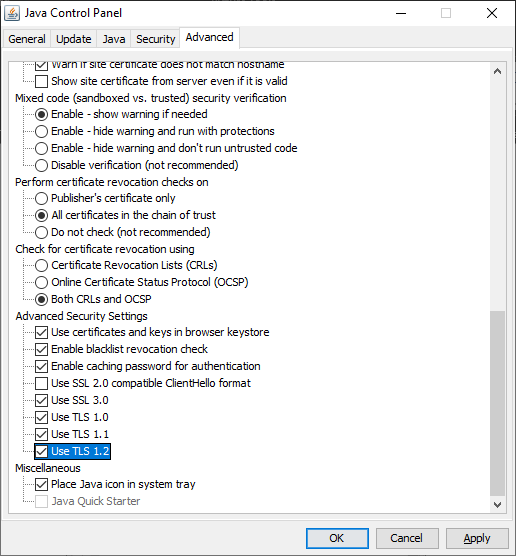 Java Control Panel
General Update Java Security Advanced
Warn if site certificate does not match hostname
Show site certificate from server even if it is valid
Mixed code (sandboxed vs. trusted) security verification
Enable - show warning if needed
Enable - hide warning and run with protections
Enable - hide warning and don't run untrusted code
Disable verification (not recommended)
Perform certificate revocation checks on
Publisher's certificate only
All certificates in the chain of trust
Do not check (not recommended)
Check for certificate revocation using
Certificate Revocation Lists (CRLs)
Online Certificate Status Protocol (OCSP)
Both CRLs and OCSP
Advanced Security Settings
Use certificates and keys in browser keystore
Enable blacklist revocation check
Enable caching password for authentication
Use SSL 2.0 compatible ClientHello format
Use SSL 3.0
Use TLS 1.0
Use TLS 1.1
Use TLS 1.2
Miscellaneous
Place Java icon in system tray
Java Quick Starter
OK Cancel Apply